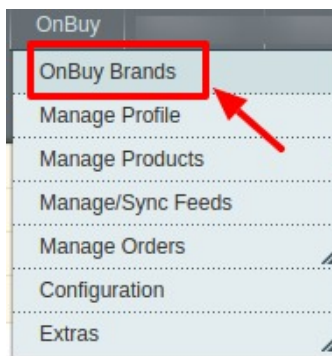 OnBuy
OnBuy Brands
Manage Profile
Manage Products
Manage/Sync Feeds
Manage Orders
Configuration
Extras